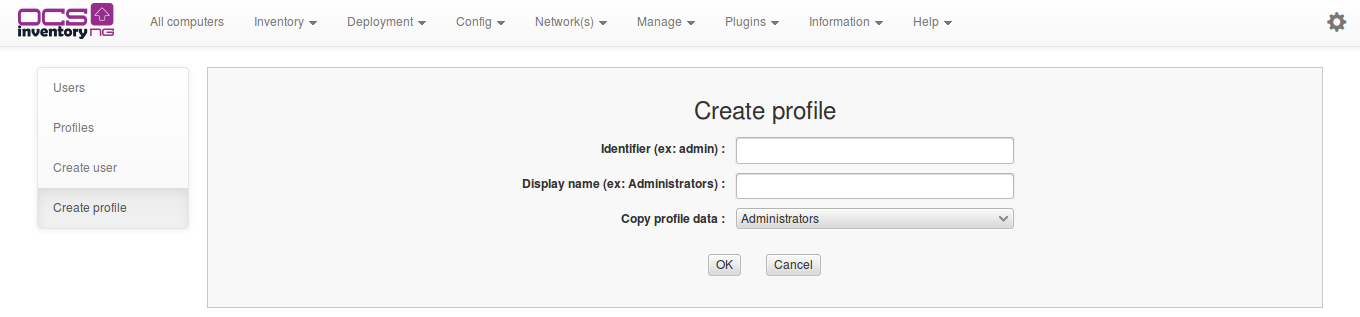 OCS inventory NG
All computers Inventory Deployment Config Network(s) Manage Plugins Information Help
Users
Profiles
Create user
Create profile
Create profile
Identifier (ex: admin) :
Display name (ex: Administrators) :
Copy profile data : Administrators
OK Cancel